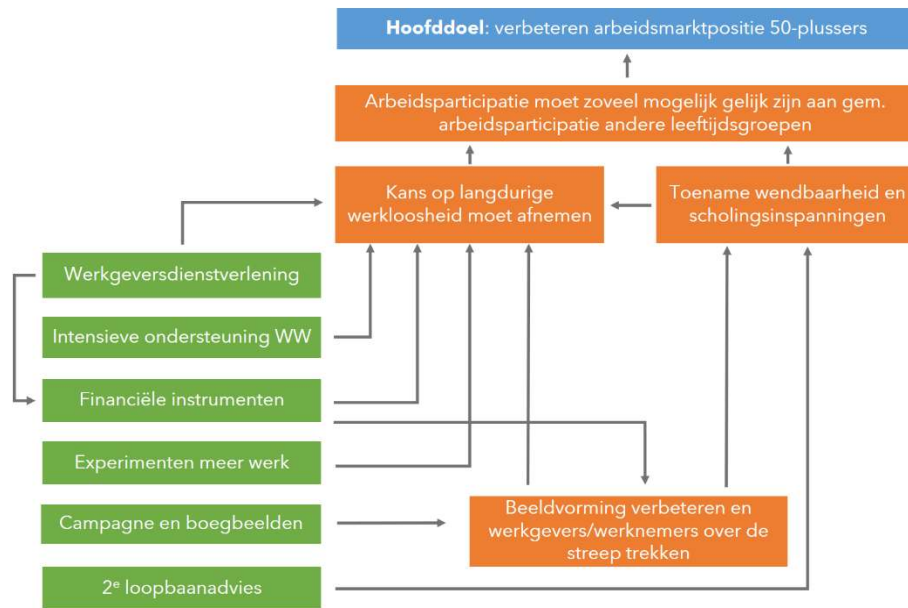 Hoofddoel: verbeteren arbeidsmarktpositie 50-plussers
Arbeidsparticipatie moet zoveel mogelijk gelijk zijn aan gem.
arbeidsparticipatie andere leeftijdsgroepen
Kans op langdurige
werkloosheid moet afnemen
Toename wendbaarheid en
scholingsinspanningen
Werkgeversdienstverlening
Intensieve ondersteuning WW
Financiële instrumenten
Experimenten meer werk
Campagne en boegbeelden
2e loopbaanadvies
Beeldvorming verbeteren en
werkgevers/werknemers over de
streep trekken